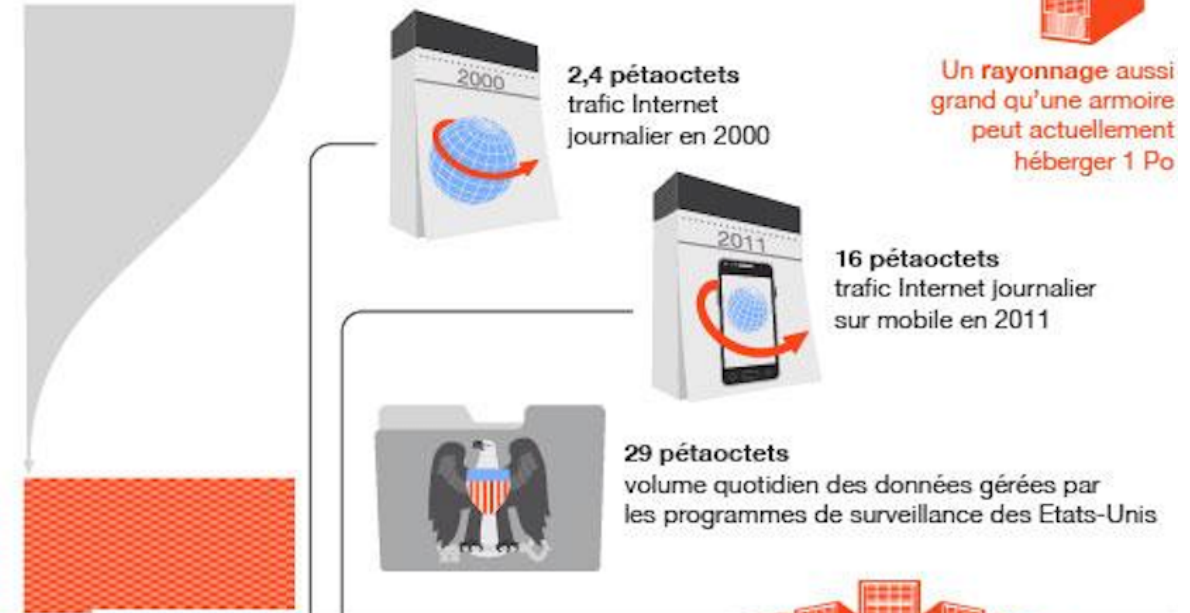 2000
2,4 pétaoctets
trafic Internet
journalier en 2000
Un rayonnage aussi
grand qu'une armoire
peut actuellement
héberger 1 Po
2011
16 pétaoctets
trafic Internet journalier
sur mobile en 2011
29 pétaoctets
volume quotidien des données gérées par
les programmes de surveillance des Etats-Unis